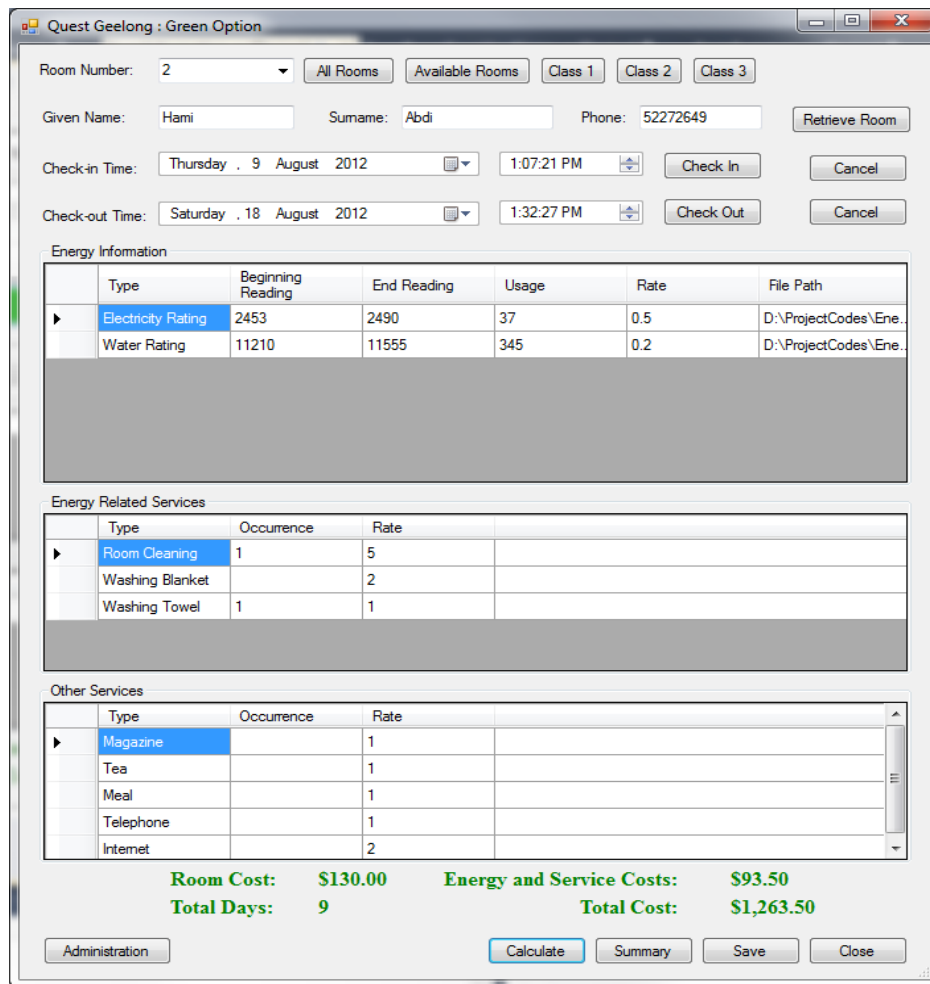 Quest Geelong : Green Option
Room Number: 2 All Rooms Available Rooms Class 1 Class 2 Class 3
Given Name: Hami Surname: Abdi Phone: 52272649 Retrieve Room
Check-in Time: Thursday , 9 August 2012 1:07:21 PM Check In Cancel
Check-out Time: Saturday , 18 August 2012 1:32:27 PM Check Out Cancel
Energy Information
Type Beginning Reading End Reading Usage Rate File Path
Electricity Rating 2453 2490 37 0.5 D:\ProjectCodes\Ene...
Water Rating 11210 11555 345 0.2 D:\ProjectCodes\Ene...
Energy Related Services
Type Occurrence Rate
Room Cleaning 1 5
Washing Blanket 2
Washing Towel 1 1
Other Services
Type Occurrence Rate
Magazine 1
Tea 1
Meal 1
Telephone 1
Internet 2
Room Cost: $130.00 Energy and Service Costs: $93.50
Total Days: 9 Total Cost: $1,263.50
Administration Calculate Summary Save Close